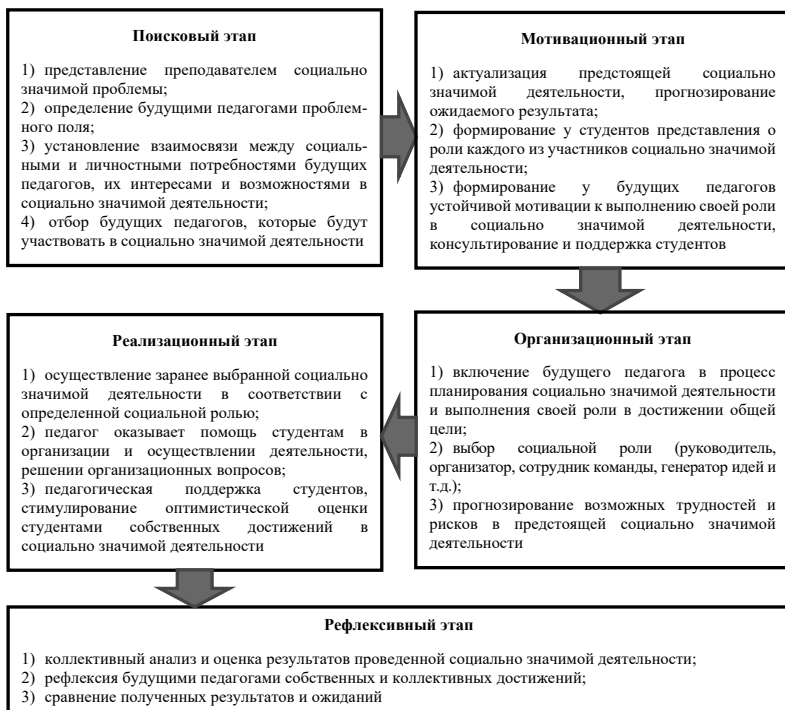 Поисковый этап
1) представление преподавателем социально
значимой проблемы;
2) определение будущими педагогами проблем-
ного поля;
3) установление взаимосвязи между социаль-
ными и личностными потребностями будущих
педагогов, их интересами и возможностями в
социально значимой деятельности;
4) отбор будущих педагогов, которые будут
участвовать в социально значимой деятельности
Мотивационный этап
1) актуализация предстоящей социально
значимой деятельности, прогнозирование
ожидаемого результата;
2) формирование у студентов представления о
роли каждого из участников социально значимой
деятельности;
3) формирование у будущих педагогов
устойчивой мотивации к выполнению своей роли
в социально значимой деятельности,
консультирование и поддержка студентов
Организационный этап
1) включение будущего педагога в процесс
планирования социально значимой деятельности
и выполнения своей роли в достижении общей
цели;
2) выбор социальной роли (руководитель,
организатор, сотрудник команды, генератор идей и
т.д.);
3) прогнозирование возможных трудностей и
рисков в предстоящей социально значимой
деятельности
Реализационный этап
1) осуществление заранее выбранной социально
значимой деятельности в соответствии с
определенной социальной ролью;
2) педагог оказывает помощь студентам в
организации и осуществлении деятельности,
решении организационных вопросов;
3) педагогическая поддержка студентов,
стимулирование оптимистической оценки
студентами собственных достижений в
социально значимой деятельности
Рефлексивный этап
1) коллективный анализ и оценка результатов проведенной социально значимой деятельности;
2) рефлексия будущими педагогами собственных и коллективных достижений;
3) сравнение полученных результатов и ожиданий